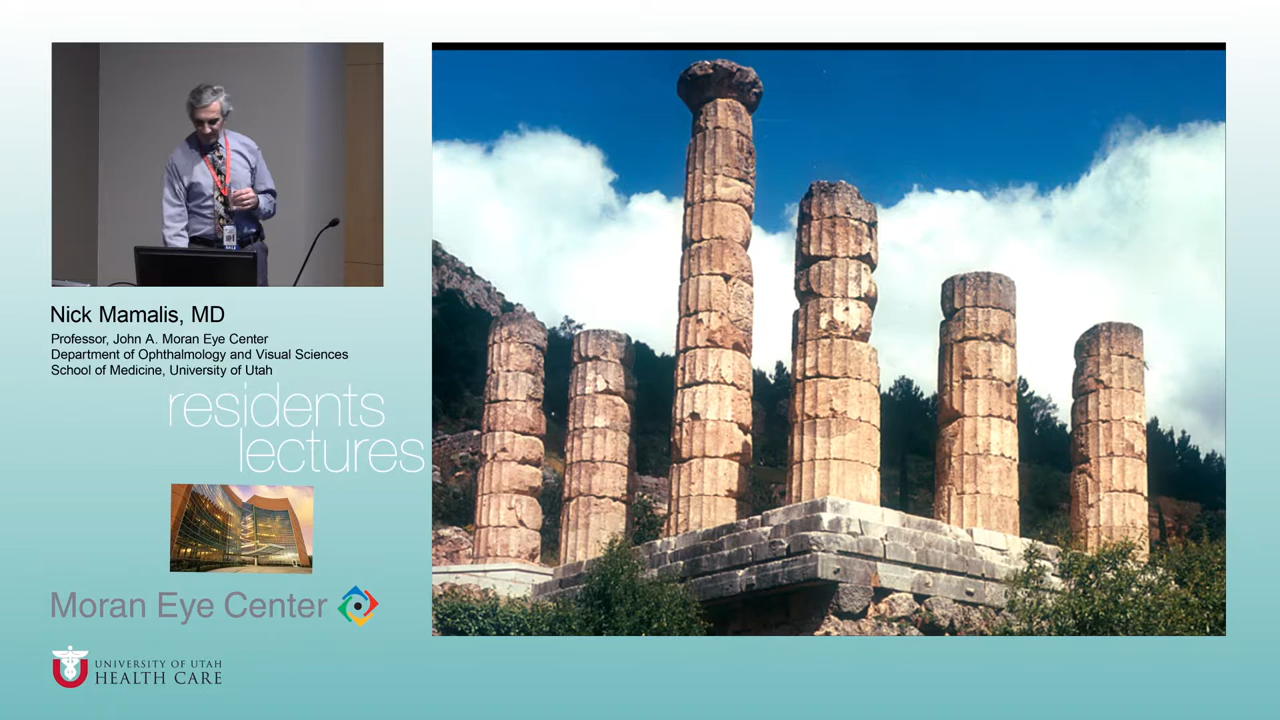 Nick Mamalis, MD
Professor, John A. Moran Eye Center
Department of Ophthalmology and Visual Sciences
School of Medicine, University of Utah
residents
lectures
Moran Eye Center
UNIVERSITY OF UTAH
HEALTH CARE